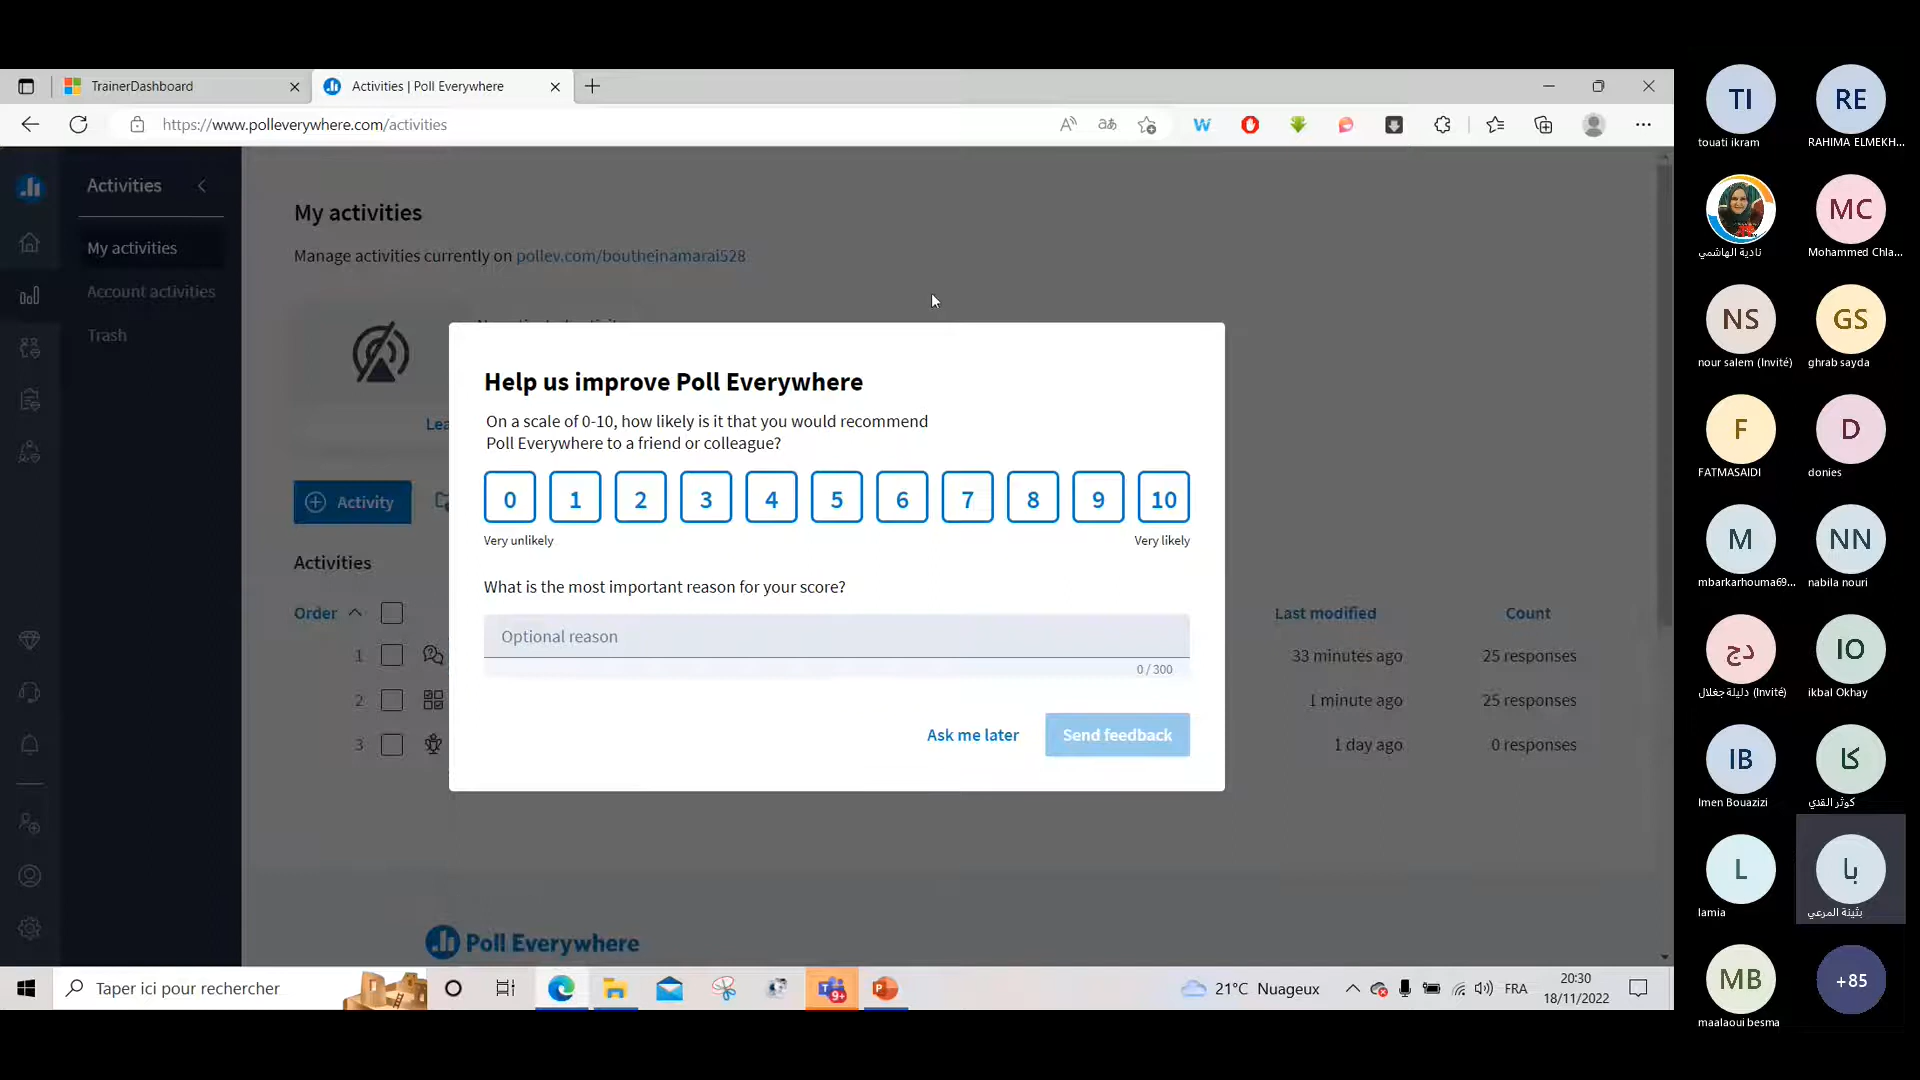 TrainerDashboard
Activities | Poll Everywhere
https://www.polleverywhere.com/activities
Activities
My activities
Account activities
Trash
My activities
Manage activities currently on pollev.com/boutheinamarai528
Lea
Activity
Activities
Order
Last modified
Count
1
33 minutes ago
25 responses
2
1 minute ago
25 responses
3
1 day ago
0 responses
Help us improve Poll Everywhere
On a scale of 0-10, how likely is it that you would recommend
Poll Everywhere to a friend or colleague?
0 1 2 3 4 5 6 7 8 9 10
Very unlikely
Very likely
What is the most important reason for your score?
Optional reason
0 / 300
Ask me later
Send feedback
Poll Everywhere
Taper ici pour rechercher
9+
21°C Nuageux
FRA
20:30
18/11/2022
TI
RE
touati ikram
RAHIMA ELMEKH...
MC
نادية الهاشمي
Mohammed Chla...
NS
GS
nour salem (Invité)
ghrab sayda
F
D
FATMASAIDI
donies
M
NN
mbarkarhouma69...
nabila nouri
دج
IO
دليلة جغلال (Invité)
ikbal Okhay
IB
كا
Imen Bouazizi
كوثر القدي
L
با
lamia
بثينة المرعي
MB
+85
maalaoui besma